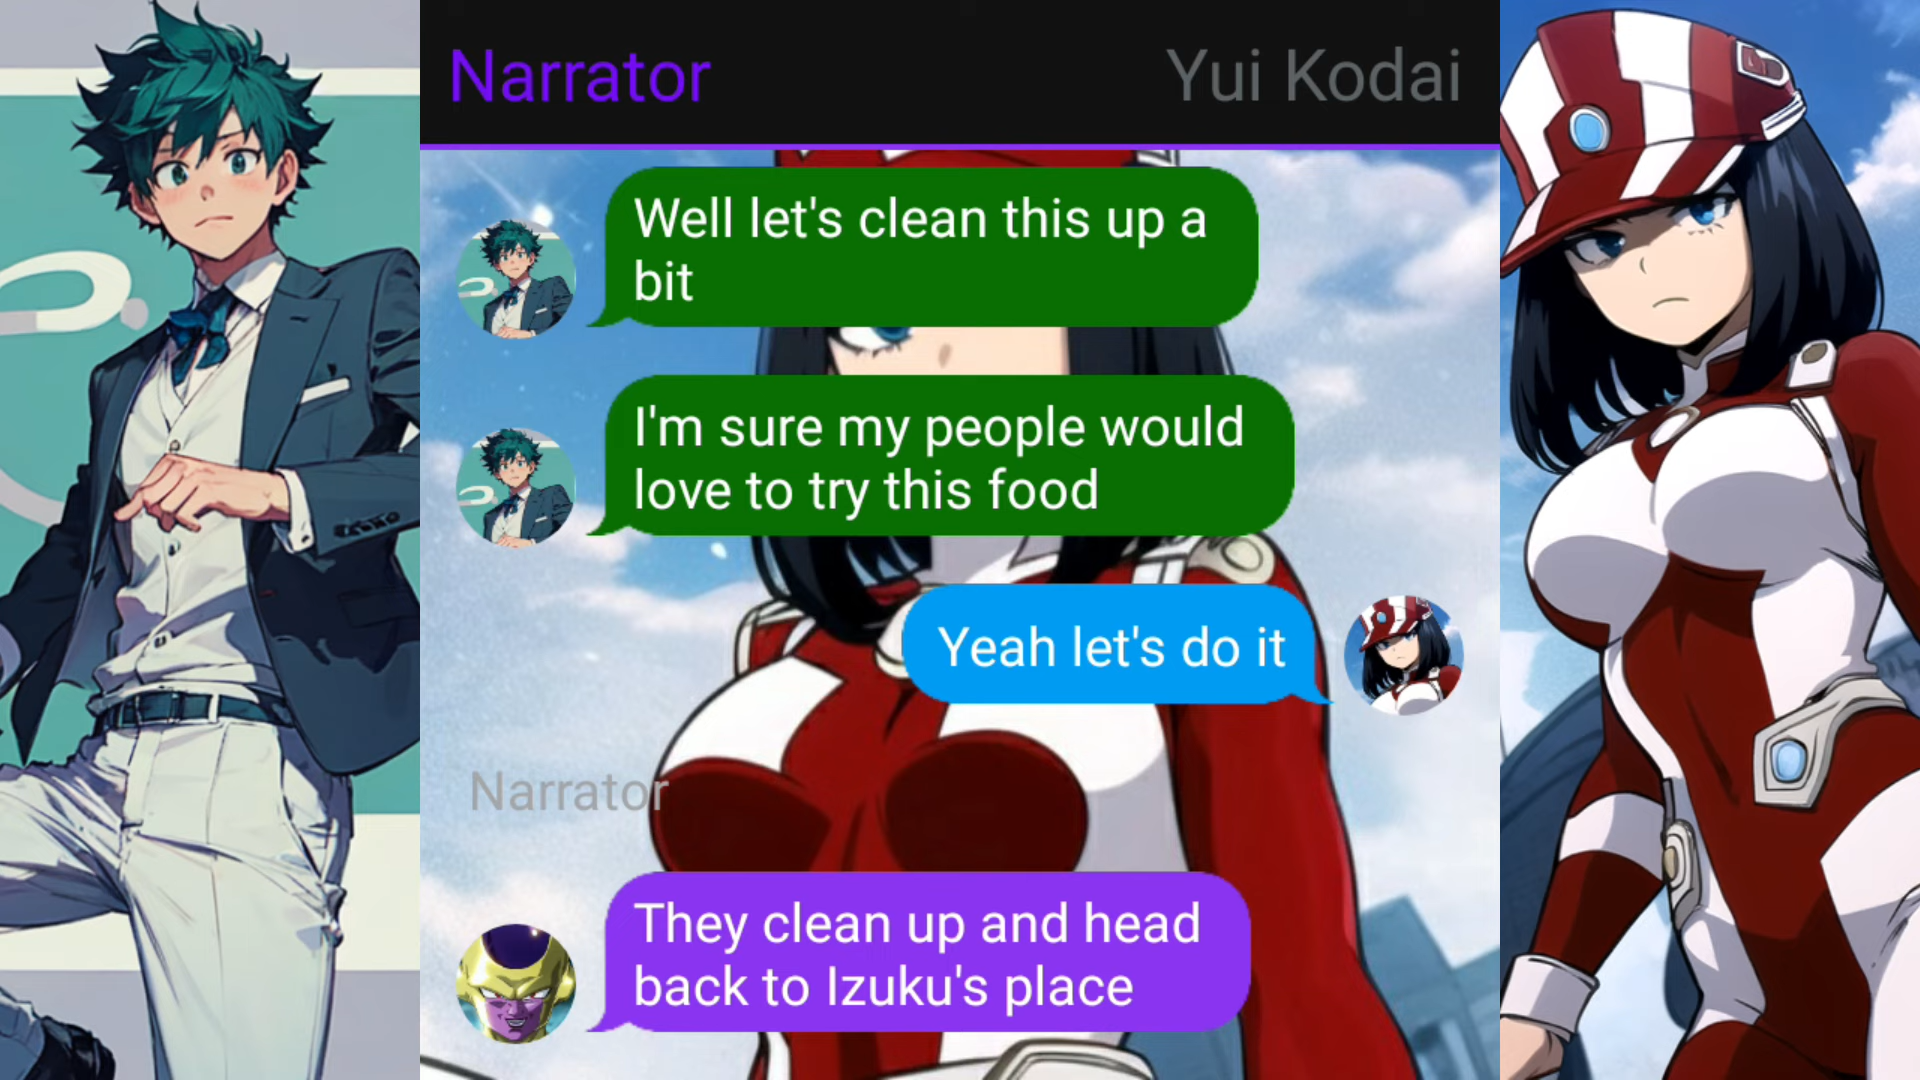 Narrator
Yui Kodai
Well let's clean this up a
bit
I'm sure my people would
love to try this food
Yeah let's do it
Narrator
They clean up and head
back to Izuku's place